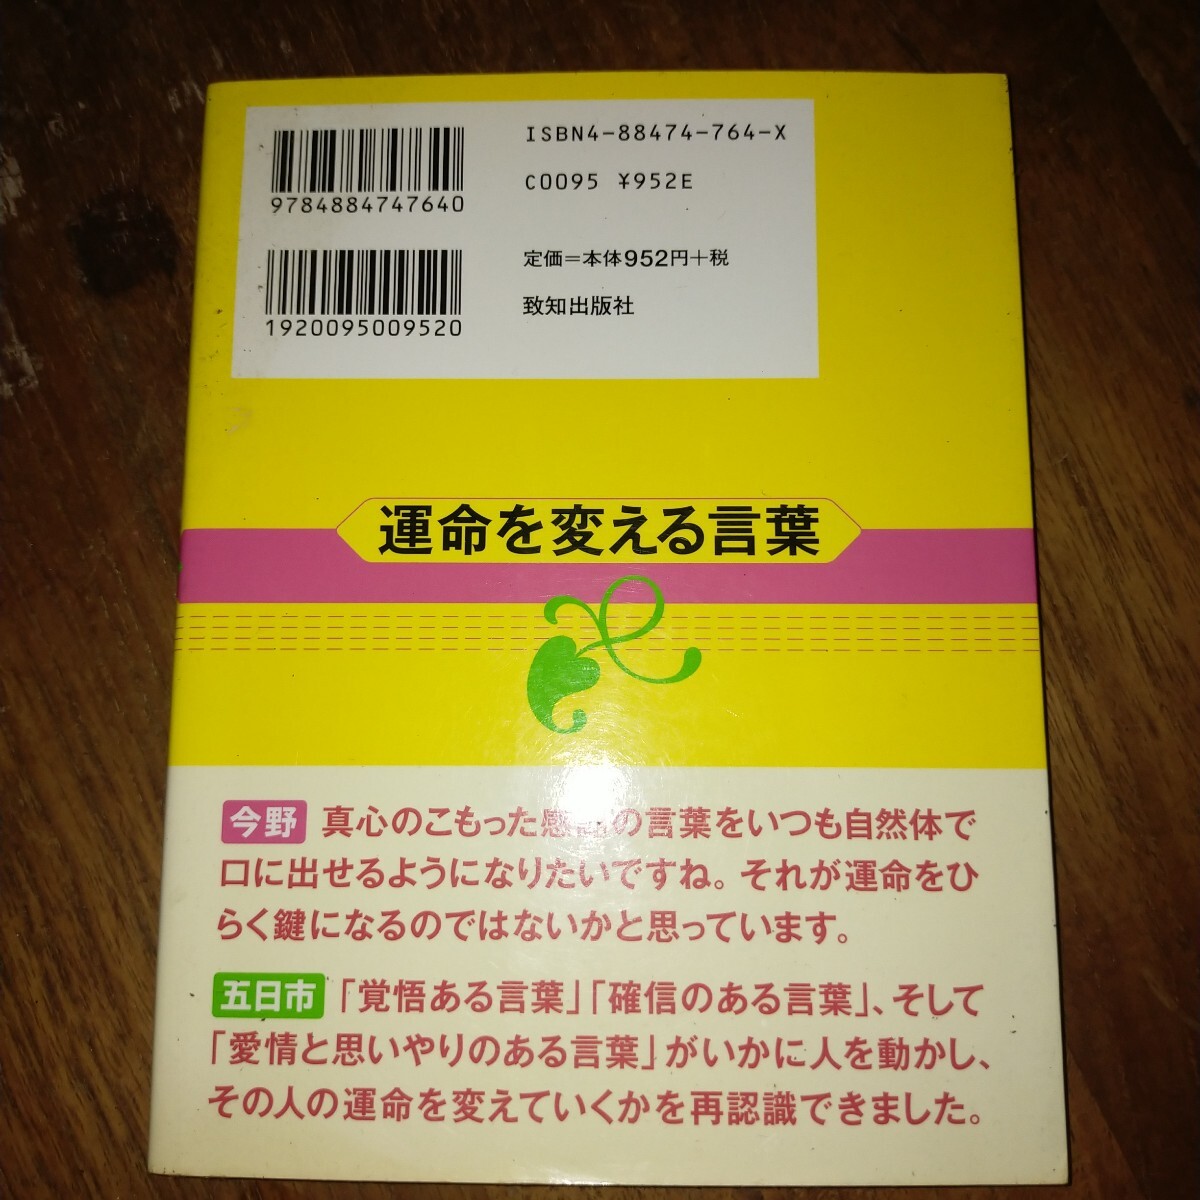 ISBN4-88474-764-X
9784884747640
C0095 ¥952E
定価=本体952円+税
1920095009520
致知出版社
運命を変える言葉
今野 真心のこもった感謝の言葉をいつも自然体で
口に出せるようになりたいですね。それが運命をひ
らく鍵になるのではないかと思っています。
五日市 「覚悟ある言葉」「確信のある言葉」、そして
「愛情と思いやりのある言葉」がいかに人を動かし、
その人の運命を変えていくかを再認識できました。